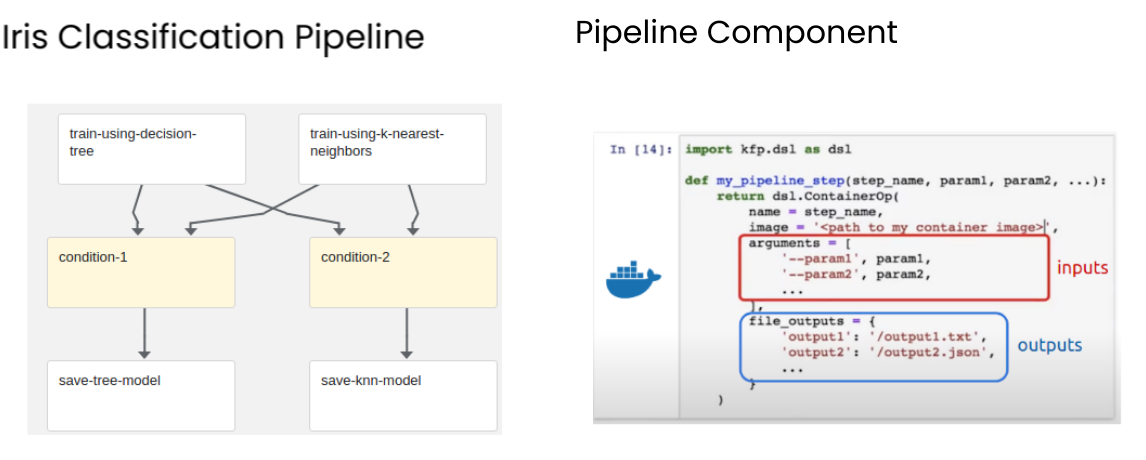 Iris Classification Pipeline
train-using-decision-
tree
train-using-k-nearest-
neighbors
condition-1
condition-2
save-tree-model
save-knn-model
Pipeline Component
In [14]: import kfp.dsl as dsl
def my_pipeline_step(step_name, param1, param2, ...):
return dsl.ContainerOp(
name = step_name,
image = '<path to my container image>',
arguments = [
'--param1', param1,
'--param2', param2,
...
],
file_outputs = {
'output1': '/output1.txt',
'output2': '/output2.json',
...
}
)
inputs
outputs